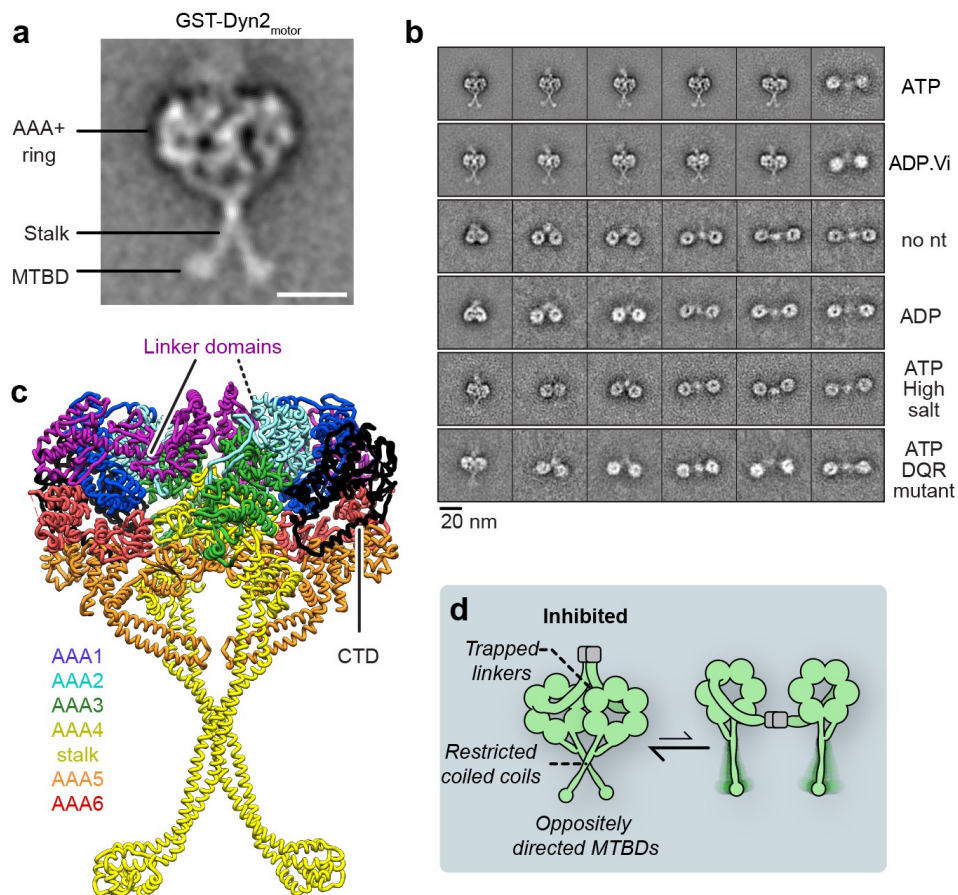 a
GST-Dyn2motor
AAA+
ring
Stalk
MTBD
b
ATP
ADP.Vi
no nt
ADP
ATP
High
salt
ATP
DQR
mutant
20 nm
c
Linker domains
CTD
AAA1
AAA2
AAA3
AAA4
stalk
AAA5
AAA6
d
Inhibited
Trapped
linkers
Restricted
coiled coils
Oppositely
directed MTBDs